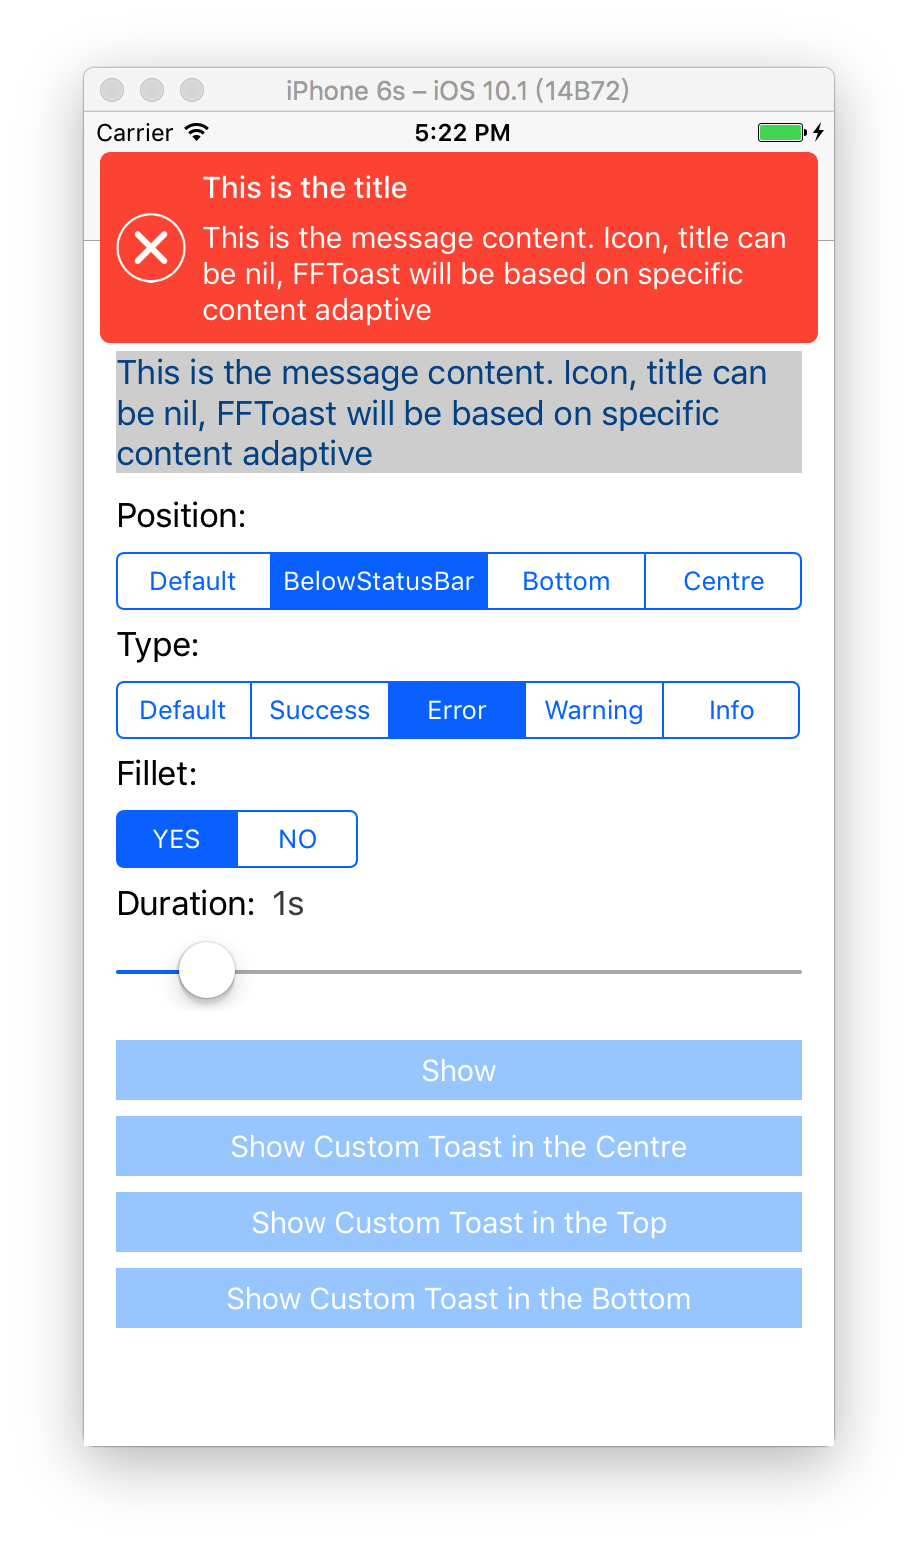 iPhone 6s – iOS 10.1 (14B72)
Carrier 5:22 PM
This is the title
This is the message content. Icon, title can
be nil, FFToast will be based on specific
content adaptive
This is the message content. Icon, title can
be nil, FFToast will be based on specific
content adaptive
Position:
Default BelowStatusBar Bottom Centre
Type:
Default Success Error Warning Info
Fillet:
YES NO
Duration: 1s
Show
Show Custom Toast in the Centre
Show Custom Toast in the Top
Show Custom Toast in the Bottom